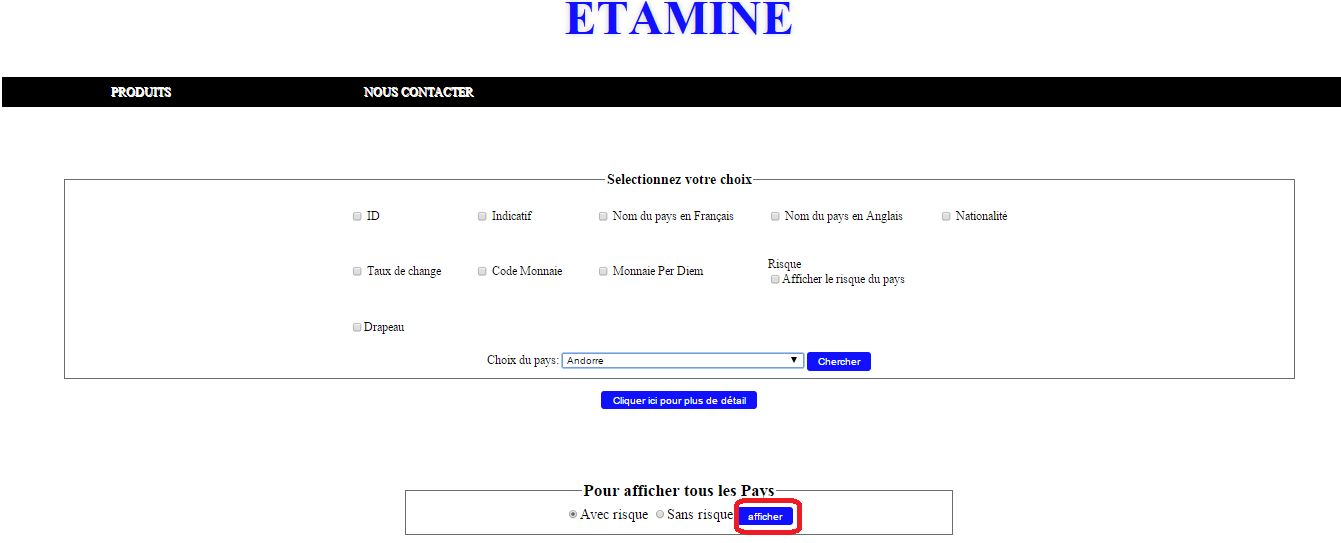 ETAMINE
PRODUITS NOUS CONTACTER
Selectionnez votre choix
ID Indicatif Nom du pays en Français Nom du pays en Anglais Nationalité
Risque
Taux de change Code Monnaie Monnaie Per Diem
Afficher le risque du pays
Drapeau
Choix du pays: Andorre Chercher
Cliquer ici pour plus de détail
Pour afficher tous les Pays
Avec risque Sans risque afficher